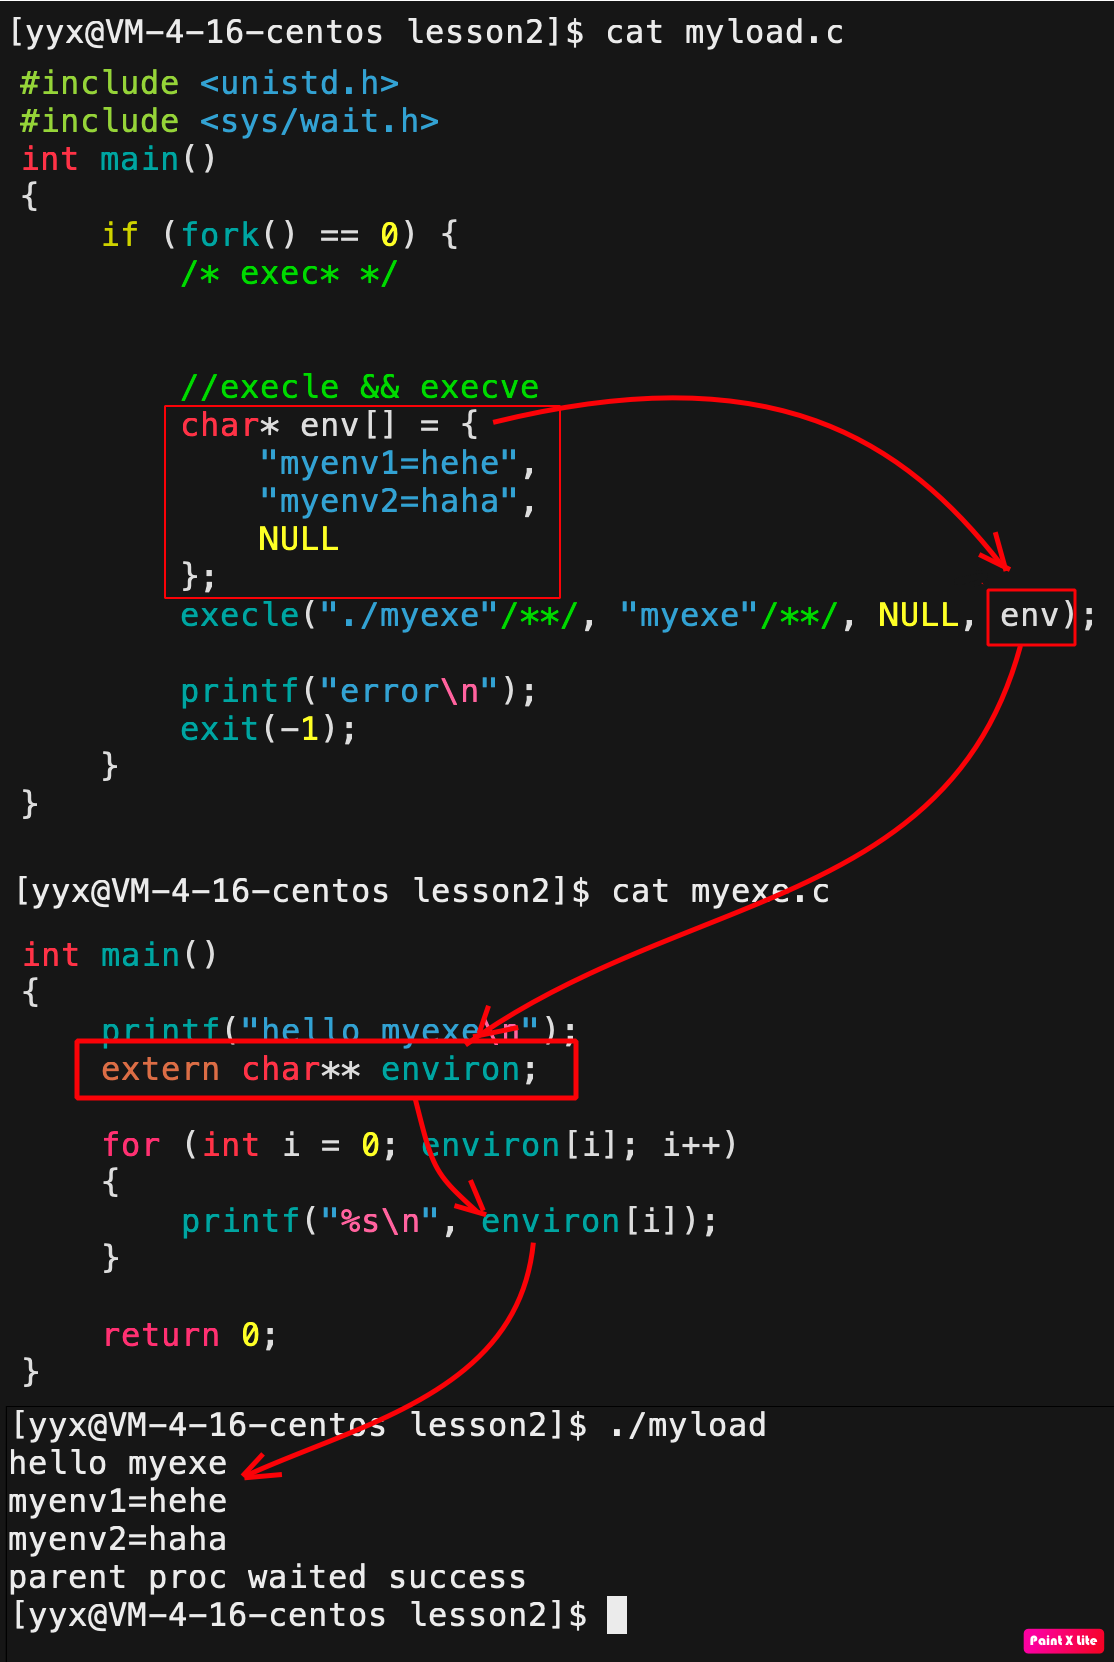 [yyx@VM-4-16-centos lesson2]$ cat myload.c
#include <unistd.h>
#include <sys/wait.h>
int main()
{
    if (fork() == 0) {
        /* exec* */
        //execle && execve
        char* env[] = {
            "myenv1=hehe",
            "myenv2=haha",
            NULL
        };
        execle("./myexe"/**/, "myexe"/**/, NULL, env);
        printf("error\n");
        exit(-1);
    }
}
[yyx@VM-4-16-centos lesson2]$ cat myexe.c
int main()
{
    printf("hello myexe\n");
    extern char** environ;
    for (int i = 0; environ[i]; i++)
    {
        printf("%s\n", environ[i]);
    }
    return 0;
}
[yyx@VM-4-16-centos lesson2]$ ./myload
hello myexe
myenv1=hehe
myenv2=haha
parent proc waited success
[yyx@VM-4-16-centos lesson2]$
Paint X Lite